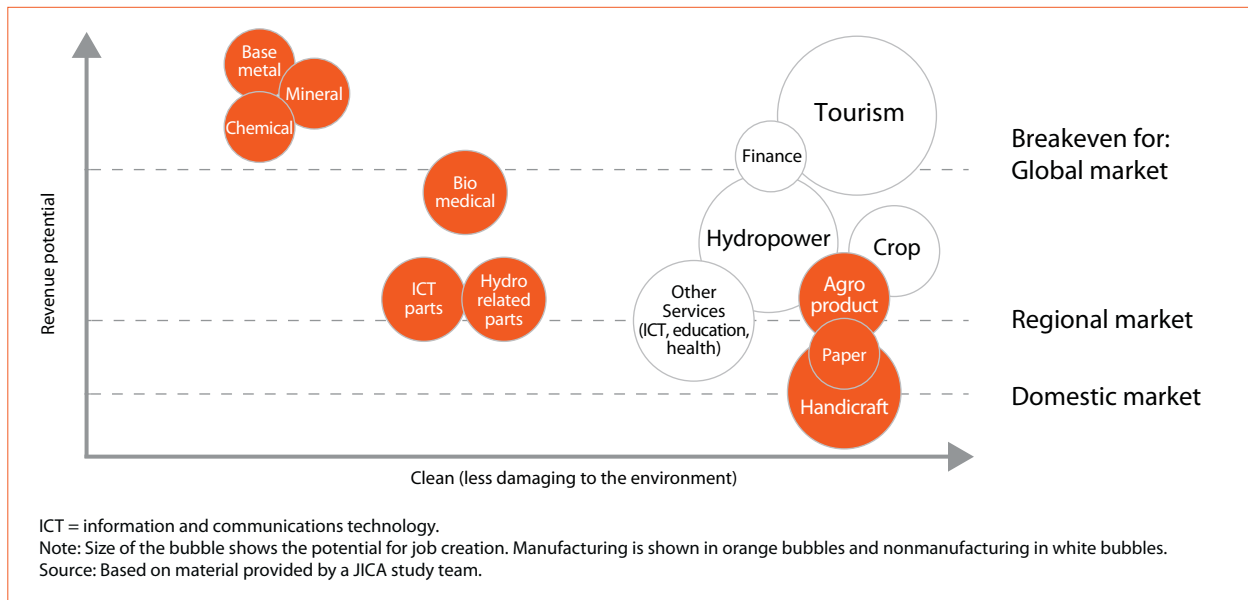 Base
metal
Mineral
Chemical
Tourism
Breakeven for:
Global market
Finance
Bio
medical
Hydropower
Crop
ICT
parts
Hydro
related
parts
Other
Services
(ICT, education,
health)
Agro
product
Regional market
Paper
Handicraft
Domestic market
Revenue potential
Clean (less damaging to the environment)
ICT = information and communications technology.
Note: Size of the bubble shows the potential for job creation. Manufacturing is shown in orange bubbles and nonmanufacturing in white bubbles.
Source: Based on material provided by a JICA study team.